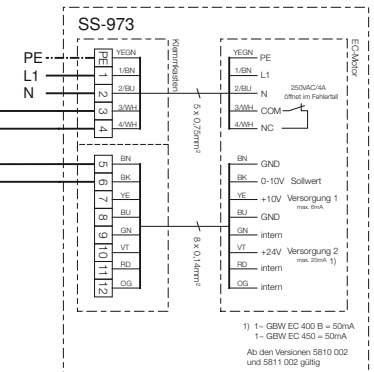 SS-973
Klemmkasten
EC-Motor
PE
L1
N
PE
1
2
3
4
YEGN
1/BN
2/BU
3/WH
4/WH
5 x 0,75mm²
YEGN
1/BN
2/BU
3/WH
4/WH
PE
L1
N
COM
NC
250VAC/4A
öffnet im Fehlerfall
5
6
7
8
9
10
11
12
BN
BK
YE
BU
GN
VT
RD
OG
8 x 0,14mm²
BN
BK
YE
BU
GN
VT
RD
OG
GND
0-10V Sollwert
+10V Versorgung 1
max. 6mA
GND
intern
+24V Versorgung 2
max. 20mA 1)
intern
intern
1) 1~ GBW EC 400 B = 50mA
1~ GBW EC 450 = 50mA
Ab den Versionen 5810 002
und 5811 002 gültig